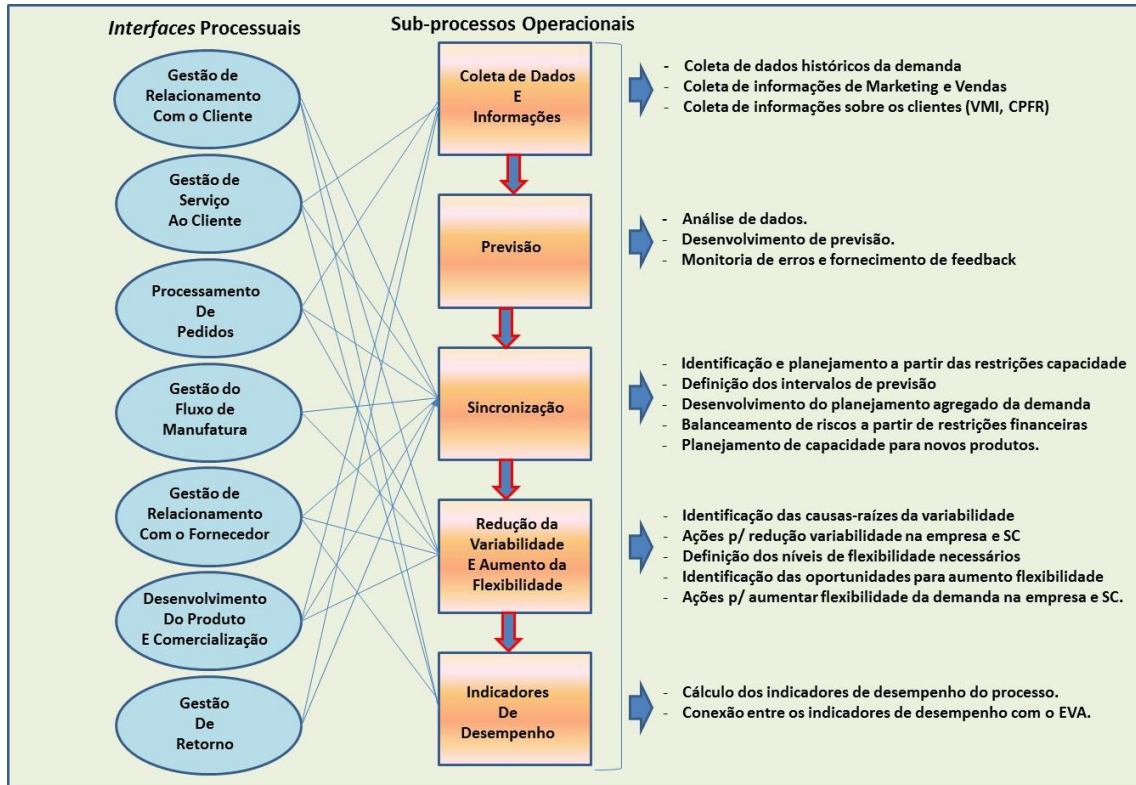 Interfaces Processuais
Gestão de
Relacionamento
Com o Cliente
Gestão de
Serviço
Ao Cliente
Processamento
De
Pedidos
Gestão do
Fluxo de
Manufatura
Gestão de
Relacionamento
Com o Fornecedor
Desenvolvimento
Do Produto
E Comercialização
Gestão
De
Retorno
Sub-processos Operacionais
Coleta de Dados
E
Informações
Previsão
Sincronização
Redução da
Variabilidade
E Aumento da
Flexibilidade
Indicadores
De
Desempenho
- Coleta de dados históricos da demanda
- Coleta de informações de Marketing e Vendas
- Coleta de informações sobre os clientes (VMI, CPFR)
- Análise de dados.
- Desenvolvimento de previsão.
- Monitoria de erros e fornecimento de feedback
Identificação e planejamento a partir das restrições capacidade
- Definição dos intervalos de previsão
- Desenvolvimento do planejamento agregado da demanda
- Balanceamento de riscos a partir de restrições financeiras
- Planejamento de capacidade para novos produtos.
- Identificação das causas-raízes da variabilidade
- Ações p/ redução variabilidade na empresa e SC
- Definição dos níveis de flexibilidade necessários
- Identificação das oportunidades para aumento flexibilidade
- Ações p/ aumentar flexibilidade da demanda na empresa e SC.
- Cálculo dos indicadores de desempenho do processo.
- Conexão entre os indicadores de desempenho com o EVA.